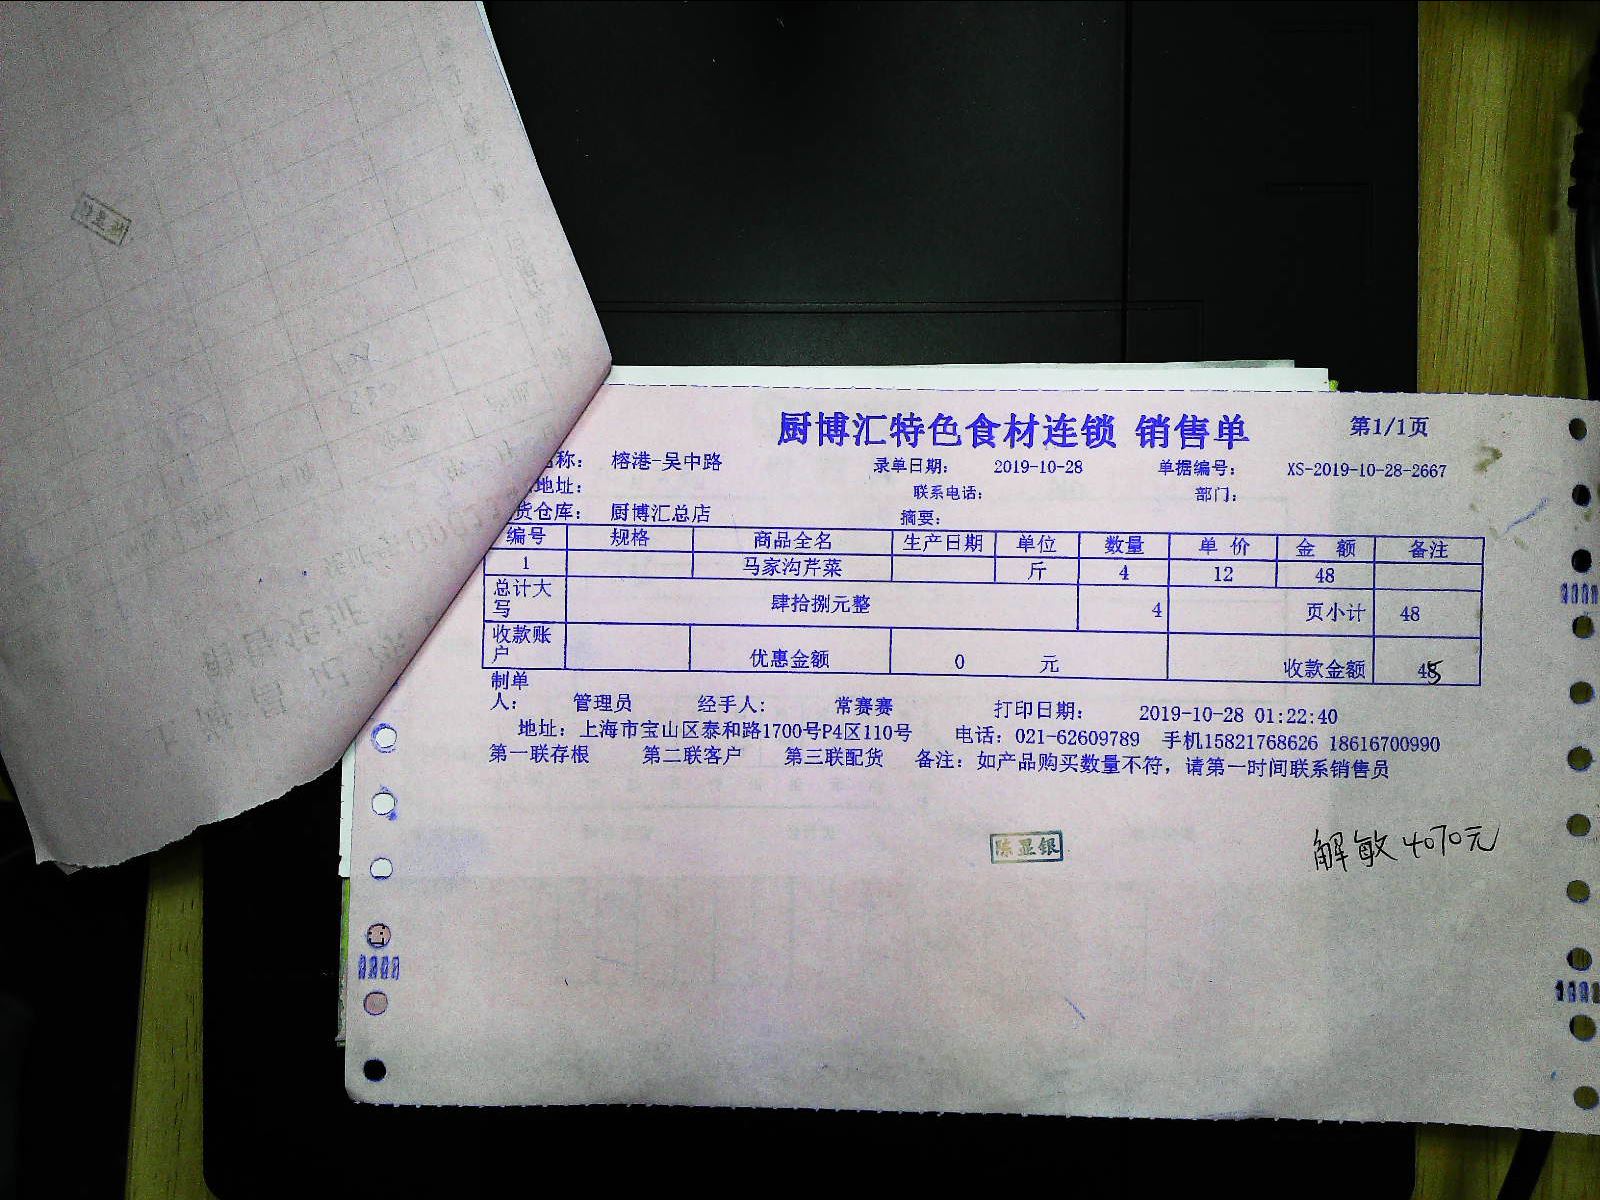 厨博汇特色食材连锁 销售单 第1/1页
名称： 榕港-吴中路 录单日期： 2019-10-28 单据编号： XS-2019-10-28-2667
地址： 联系电话： 部门：
货仓库： 厨博汇总店 摘要：
编号 规格 商品全名 生产日期 单位 数量 单 价 金 额 备注
1 马家沟芹菜 斤 4 12 48
总计大写 肆拾捌元整 4 页小计 48
收款账户 优惠金额 0 元 收款金额
制单人： 管理员 经手人： 常赛赛 打印日期： 2019-10-28 01:22:40
地址：上海市宝山区泰和路1700号P4区110号 电话：021-62609789 手机15821768626 18616700990
第一联存根 第二联客户 第三联配货 备注：如产品购买数量不符，请第一时间联系销售员
陈显银
解敏 4070元